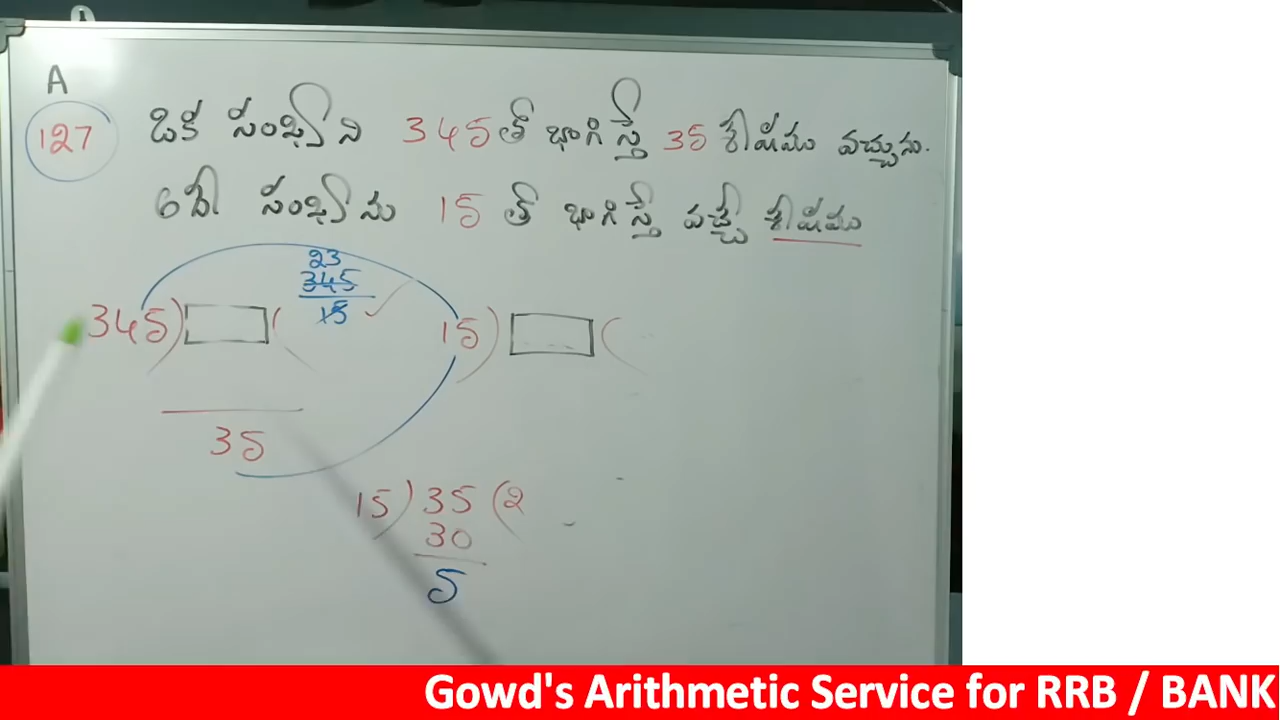 A
127 ఒక సంఖ్యని 345తో భాగిస్తే 35 శేషము వచ్చును.
అదే సంఖ్యను 15 తో భాగిస్తే వచ్చే శేషము
23
345
15
345) (
15) (
35
15) 35 (2
30
5
Gowd's Arithmetic Service for RRB / BANK